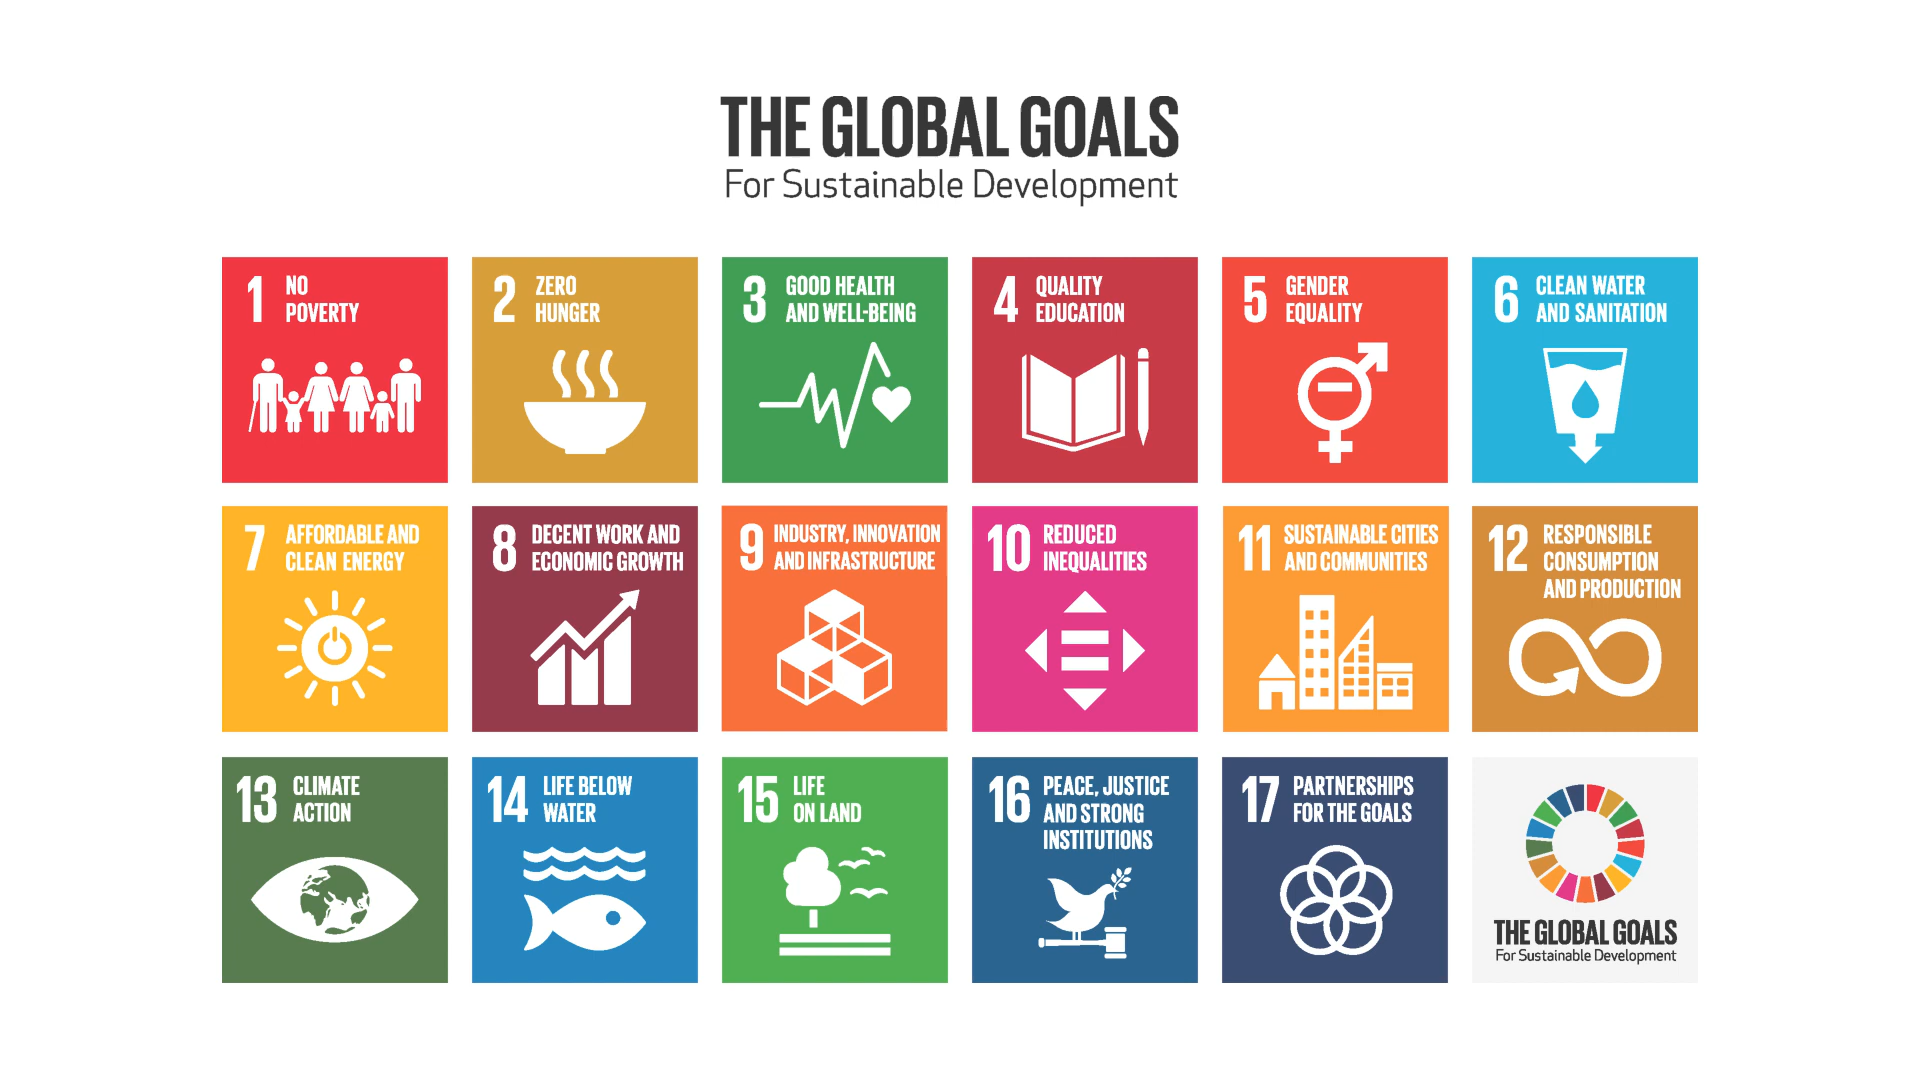 THE GLOBAL GOALS
For Sustainable Development
1 NO
POVERTY
2 ZERO
HUNGER
3 GOOD HEALTH
AND WELL-BEING
4 QUALITY
EDUCATION
5 GENDER
EQUALITY
6 CLEAN WATER
AND SANITATION
7 AFFORDABLE AND
CLEAN ENERGY
8 DECENT WORK AND
ECONOMIC GROWTH
9 INDUSTRY, INNOVATION
AND INFRASTRUCTURE
10 REDUCED
INEQUALITIES
11 SUSTAINABLE CITIES
AND COMMUNITIES
12 RESPONSIBLE
CONSUMPTION
AND PRODUCTION
13 CLIMATE
ACTION
14 LIFE BELOW
WATER
15 LIFE
ON LAND
16 PEACE, JUSTICE
AND STRONG
INSTITUTIONS
17 PARTNERSHIPS
FOR THE GOALS
THE GLOBAL GOALS
For Sustainable Development